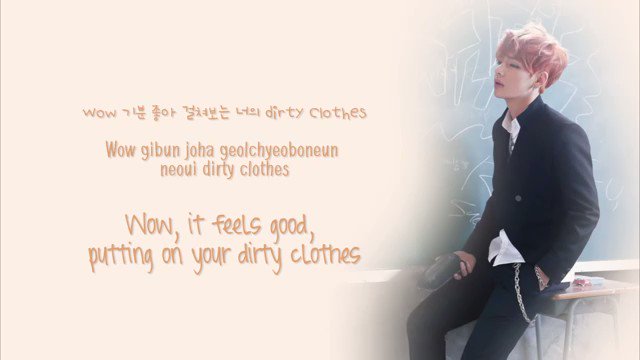 Wow 기분 좋아 걸쳐보는 너의 dirty clothes
Wow gibun joha geolchyeoboneun
neoui dirty clothes
Wow, it feels good,
putting on your dirty clothes